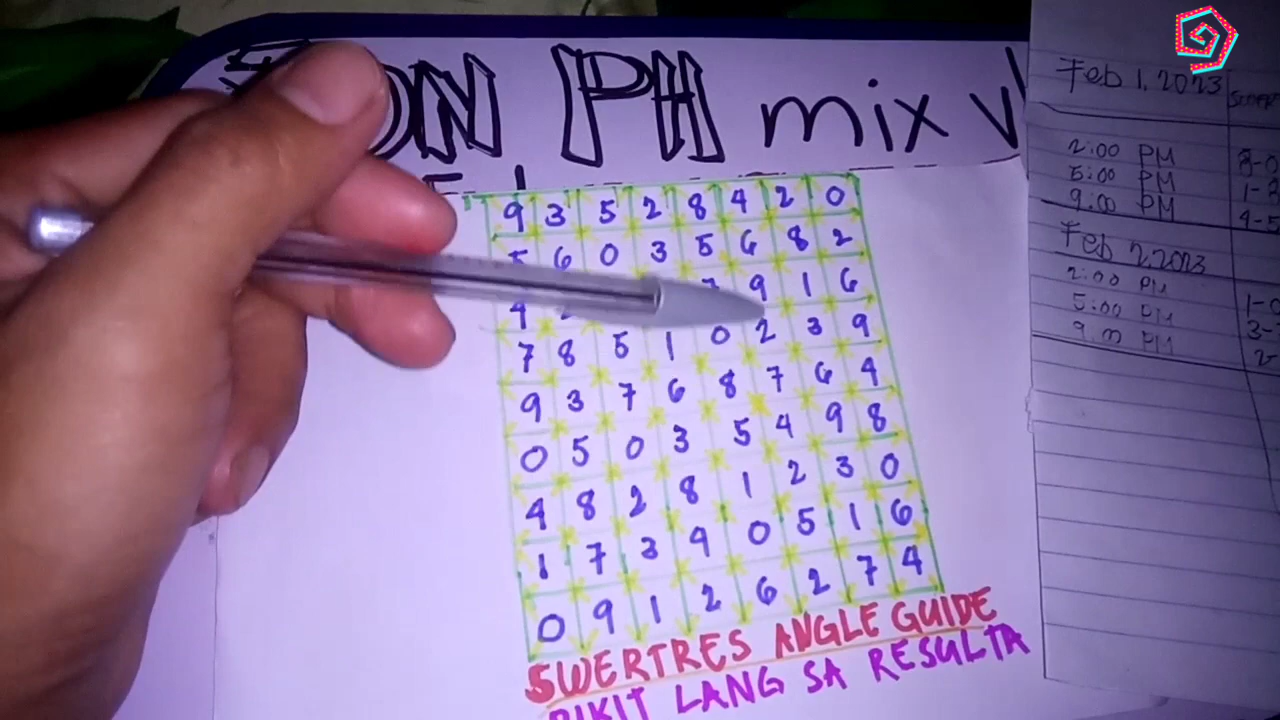 ON PH mix
9 3 5 2 8 4 2 0
5 6 0 3 5 6 8 2
9 1 6
7 8 5 1 0 2 3 9
9 3 7 6 8 7 6 4
0 5 0 3 5 4 9 8
4 8 2 8 1 2 3 0
1 7 3 9 0 5 1 6
0 9 1 2 6 2 7 4
SWERTRES ANGLE GUIDE
PIKIT LANG SA RESULTA
Feb 1, 2023
2:00 PM
5:00 PM
9:00 PM
Feb 2, 2023
2:00 PM
5:00 PM
9:00 PM